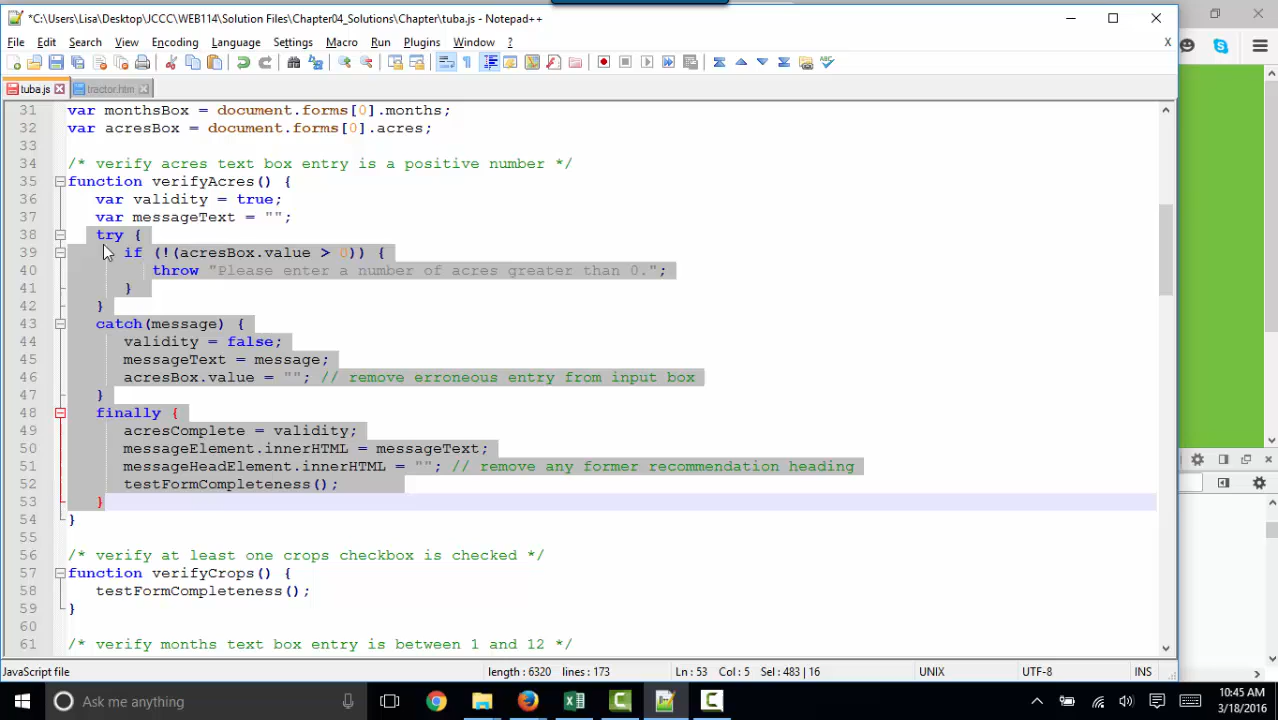 *C:\Users\Lisa\Desktop\JCCC\WEB114\Solution Files\Chapter04_Solutions\Chapter\tuba.js - Notepad++
File Edit Search View Encoding Language Settings Macro Run Plugins Window ? X
tuba.js tractor.htm
31 var monthsBox = document.forms[0].months;
32 var acresBox = document.forms[0].acres;
33
34 /* verify acres text box entry is a positive number */
35 function verifyAcres() {
36 var validity = true;
37 var messageText = "";
38 try {
39 if (!(acresBox.value > 0)) {
40 throw "Please enter a number of acres greater than 0.";
41 }
42 }
43 catch(message) {
44 validity = false;
45 messageText = message;
46 acresBox.value = ""; // remove erroneous entry from input box
47 }
48 finally {
49 acresComplete = validity;
50 messageElement.innerHTML = messageText;
51 messageHeadElement.innerHTML = ""; // remove any former recommendation heading
52 testFormCompleteness();
53 }
54 }
55
56 /* verify at least one crops checkbox is checked */
57 function verifyCrops() {
58 testFormCompleteness();
59 }
60
61 /* verify months text box entry is between 1 and 12 */
JavaScript file length : 6320 lines : 173 Ln : 53 Col : 5 Sel : 483 | 16 UNIX UTF-8 INS
Ask me anything
10:45 AM
3/18/2016